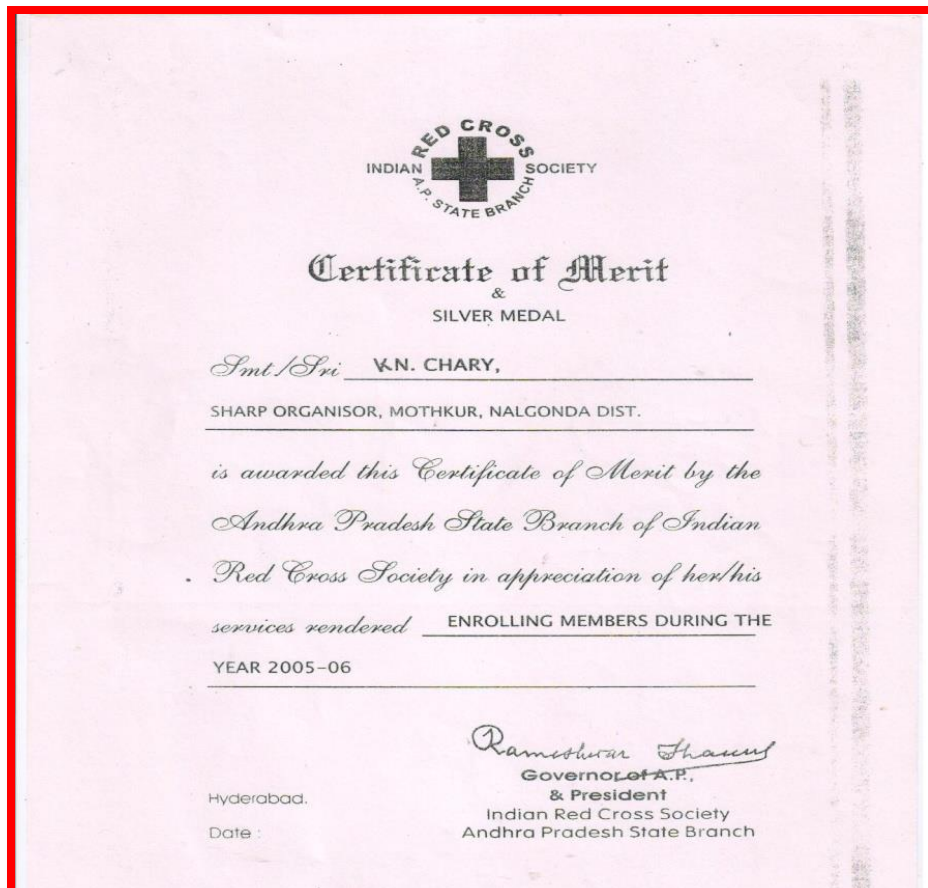 RED CROSS
INDIAN SOCIETY
A.P. STATE BRANCH
Certificate of Merit
&
SILVER MEDAL
Smt./Sri K.N. CHARY,
SHARP ORGANISOR, MOTHKUR, NALGONDA DIST.
is awarded this Certificate of Merit by the
Andhra Pradesh State Branch of Indian
Red Cross Society in appreciation of her/his
services rendered ENROLLING MEMBERS DURING THE
YEAR 2005-06
Rameshwar Thakur
Governor of A.P.,
& President
Indian Red Cross Society
Andhra Pradesh State Branch
Hyderabad.
Date :